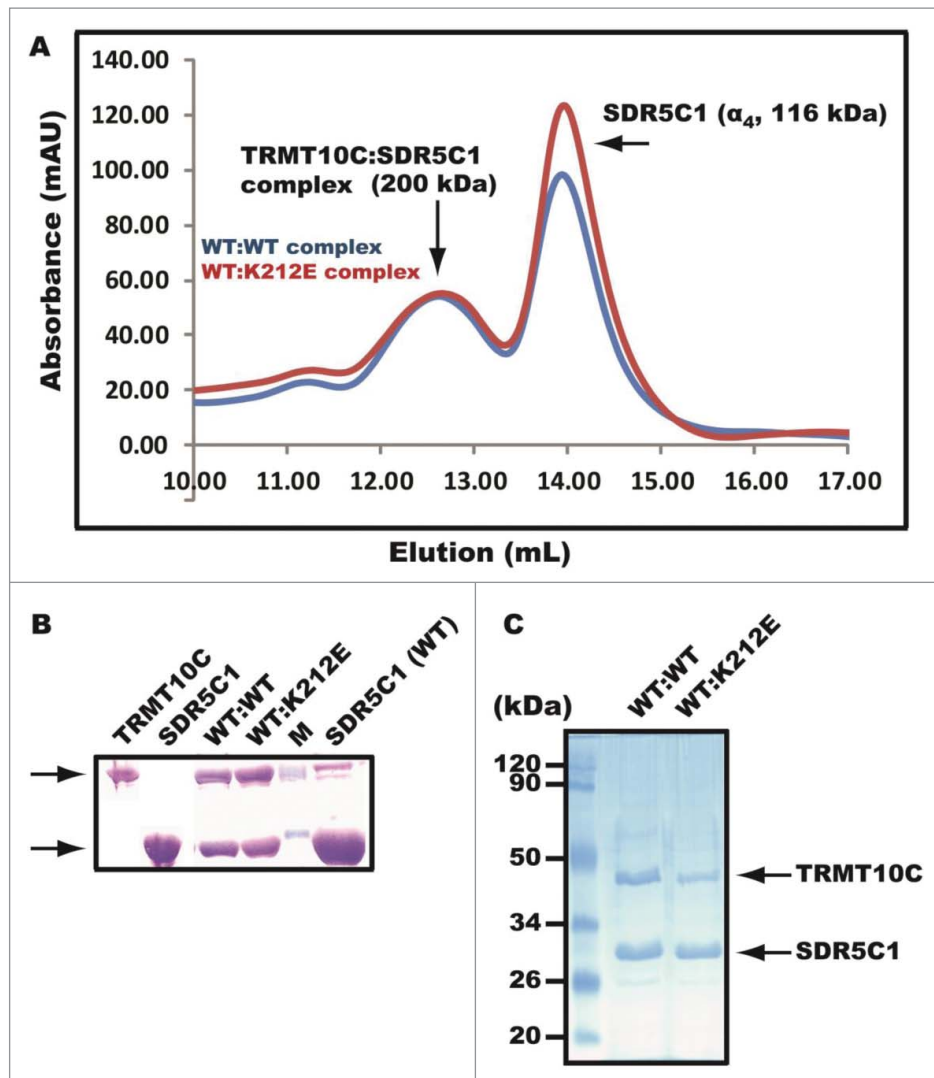 A
140.00
120.00
100.00
80.00
60.00
40.00
20.00
0.00
Absorbance (mAU)
SDR5C1 (α₄, 116 kDa)
TRMT10C:SDR5C1
complex (200 kDa)
WT:WT complex
WT:K212E complex
10.00 11.00 12.00 13.00 14.00 15.00 16.00 17.00
Elution (mL)
B
TRMT10C
SDR5C1
WT:WT
WT:K212E
M
SDR5C1 (WT)
C
(kDa)
WT:WT
WT:K212E
120
90
50
34
26
20
TRMT10C
SDR5C1